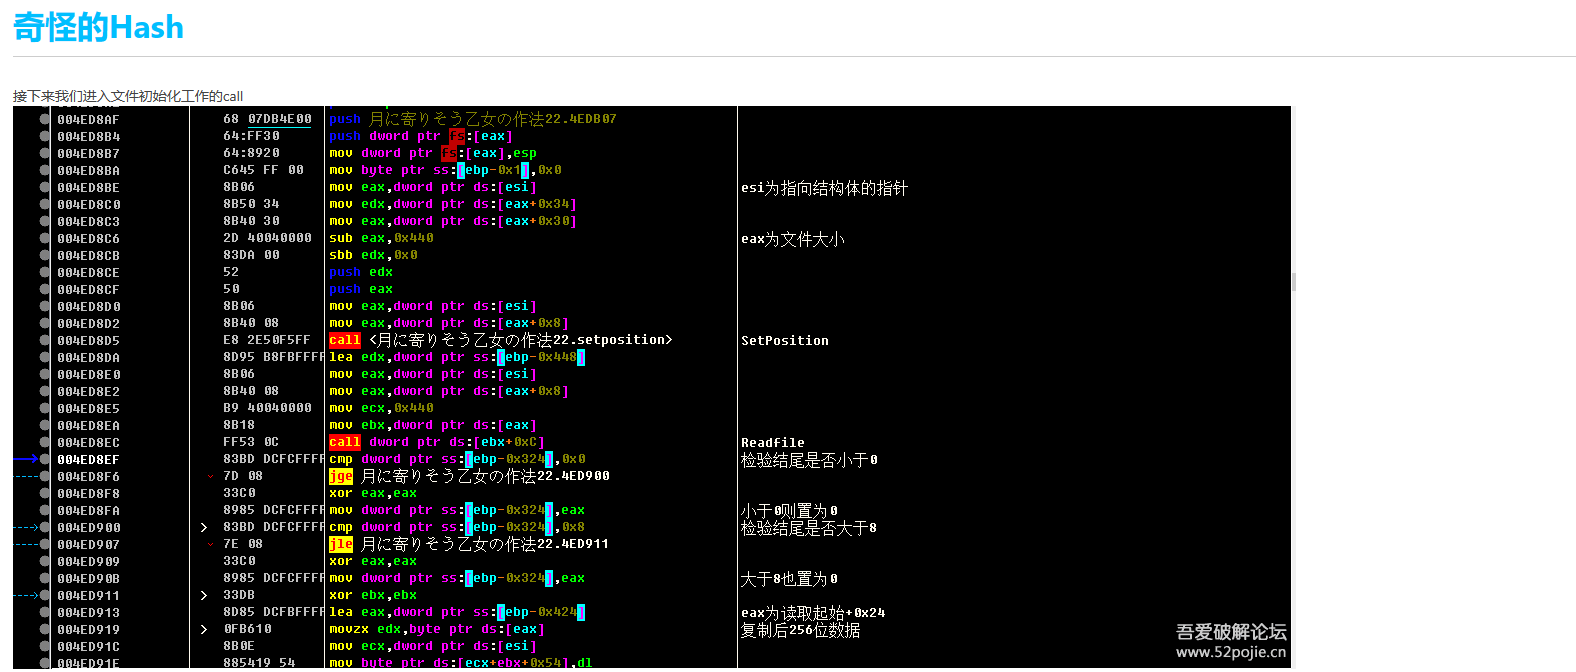 奇怪的Hash
接下来我们进入文件初始化工作的call
004ED8AF 68 07DB4E00 push 月に寄りそう乙女の作法22.4EDB07
004ED8B4 64:FF30 push dword ptr fs:[eax]
004ED8B7 64:8920 mov dword ptr fs:[eax],esp
004ED8BA C645 FF 00 mov byte ptr ss:[ebp-0x1],0x0
004ED8BE 8B06 mov eax,dword ptr ds:[esi] esi为指向结构体的指针
004ED8C0 8B50 34 mov edx,dword ptr ds:[eax+0x34]
004ED8C3 8B40 30 mov eax,dword ptr ds:[eax+0x30]
004ED8C6 2D 40040000 sub eax,0x440 eax为文件大小
004ED8CB 83DA 00 sbb edx,0x0
004ED8CE 52 push edx
004ED8CF 50 push eax
004ED8D0 8B06 mov eax,dword ptr ds:[esi]
004ED8D2 8B40 08 mov eax,dword ptr ds:[eax+0x8]
004ED8D5 E8 2E50F5FF call <月に寄りそう乙女の作法22.setposition> SetPosition
004ED8DA 8D95 B8FBFFFF lea edx,dword ptr ss:[ebp-0x448]
004ED8E0 8B06 mov eax,dword ptr ds:[esi]
004ED8E2 8B40 08 mov eax,dword ptr ds:[eax+0x8]
004ED8E5 B9 40040000 mov ecx,0x440
004ED8EA 8B18 mov ebx,dword ptr ds:[eax]
004ED8EC FF53 0C call dword ptr ds:[ebx+0xC] Readfile
004ED8EF 83BD DCFCFFFF cmp dword ptr ss:[ebp-0x324],0x0 检验结尾是否小于0
004ED8F6 7D 08 jge 月に寄りそう乙女の作法22.4ED900
004ED8F8 33C0 xor eax,eax
004ED8FA 8985 DCFCFFFF mov dword ptr ss:[ebp-0x324],eax 小于0则置为0
004ED900 83BD DCFCFFFF cmp dword ptr ss:[ebp-0x324],0x8 检验结尾是否大于8
004ED907 7E 08 jle 月に寄りそう乙女の作法22.4ED911
004ED909 33C0 xor eax,eax
004ED90B 8985 DCFCFFFF mov dword ptr ss:[ebp-0x324],eax 大于8也置为0
004ED911 33DB xor ebx,ebx
004ED913 8D85 DCFBFFFF lea eax,dword ptr ss:[ebp-0x424] eax为读取起始+0x24
004ED919 0FB610 movzx edx,byte ptr ds:[eax] 复制后256位数据
004ED91C 8B0E mov ecx,dword ptr ds:[esi]
004ED91E 885419 54 mov byte ptr ds:[ecx+ebx+0x54],dl
吾爱破解论坛
www.52pojie.cn